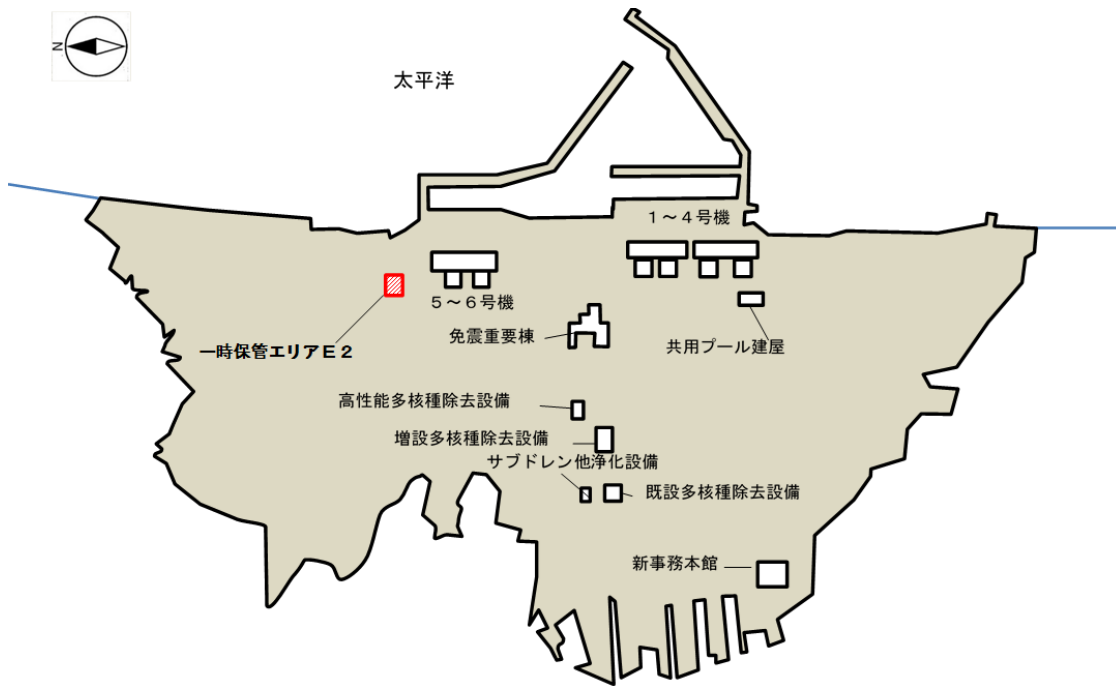 N
太平洋
１～４号機
５～６号機
免震重要棟
共用プール建屋
一時保管エリアＥ２
高性能多核種除去設備
増設多核種除去設備
サブドレン他浄化設備
既設多核種除去設備
新事務本館